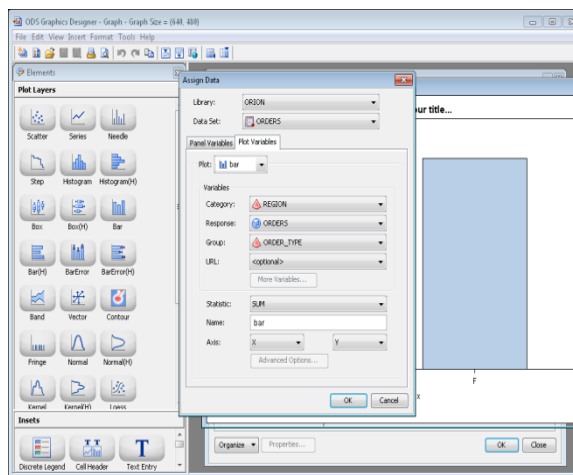 ODS Graphics Designer - Graph - Graph Size = (640, 480)
File Edit View Insert Format Tools Help
Elements
Plot Layers
Scatter Series Needle
Step Histogram Histogram(H)
Box Box(H) Bar
Bar(H) BarError BarError(H)
Band Vector Contour
Fringe Normal Normal(H)
Kernel Kernel(H) Loess
Insets
Discrete Legend Cell Header Text Entry
Assign Data
Library: ORION
Data Set: ORDERS
Panel Variables Plot Variables
Plot: bar
Variables
Category: REGION
Response: ORDERS
Group: ORDER_TYPE
URL: <optional>
More Variables...
Statistic: SUM
Name: bar
Axis: X Y
Advanced Options...
OK Cancel
our title...
F
x
Organize Properties... OK Close